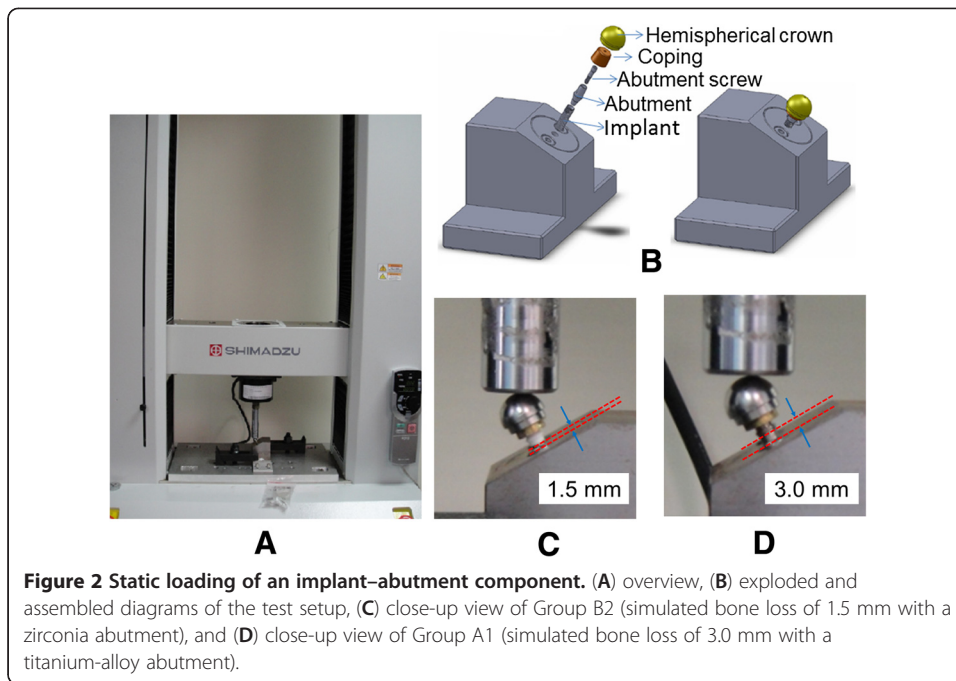 Hemispherical crown
Coping
Abutment screw
Abutment
Implant
SHIMADZU
B
1.5 mm
3.0 mm
A
C
D
Figure 2 Static loading of an implant–abutment component. (A) overview, (B) exploded and
assembled diagrams of the test setup, (C) close-up view of Group B2 (simulated bone loss of 1.5 mm with a
zirconia abutment), and (D) close-up view of Group A1 (simulated bone loss of 3.0 mm with a
titanium-alloy abutment).